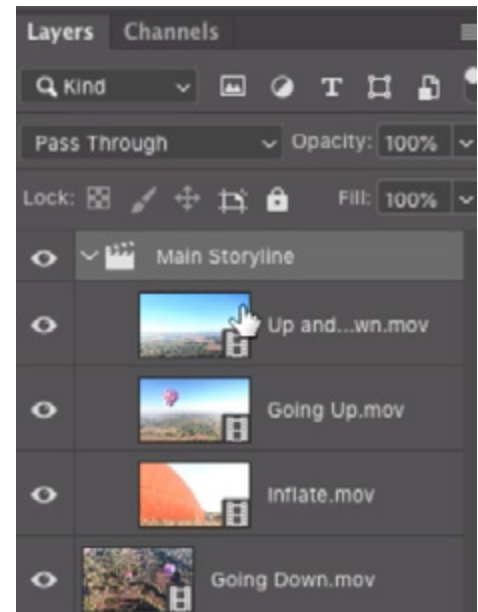 Layers Channels
Kind
Pass Through Opacity: 100%
Lock: Fill: 100%
Main Storyline
Up and...wn.mov
Going Up.mov
Inflate.mov
Going Down.mov